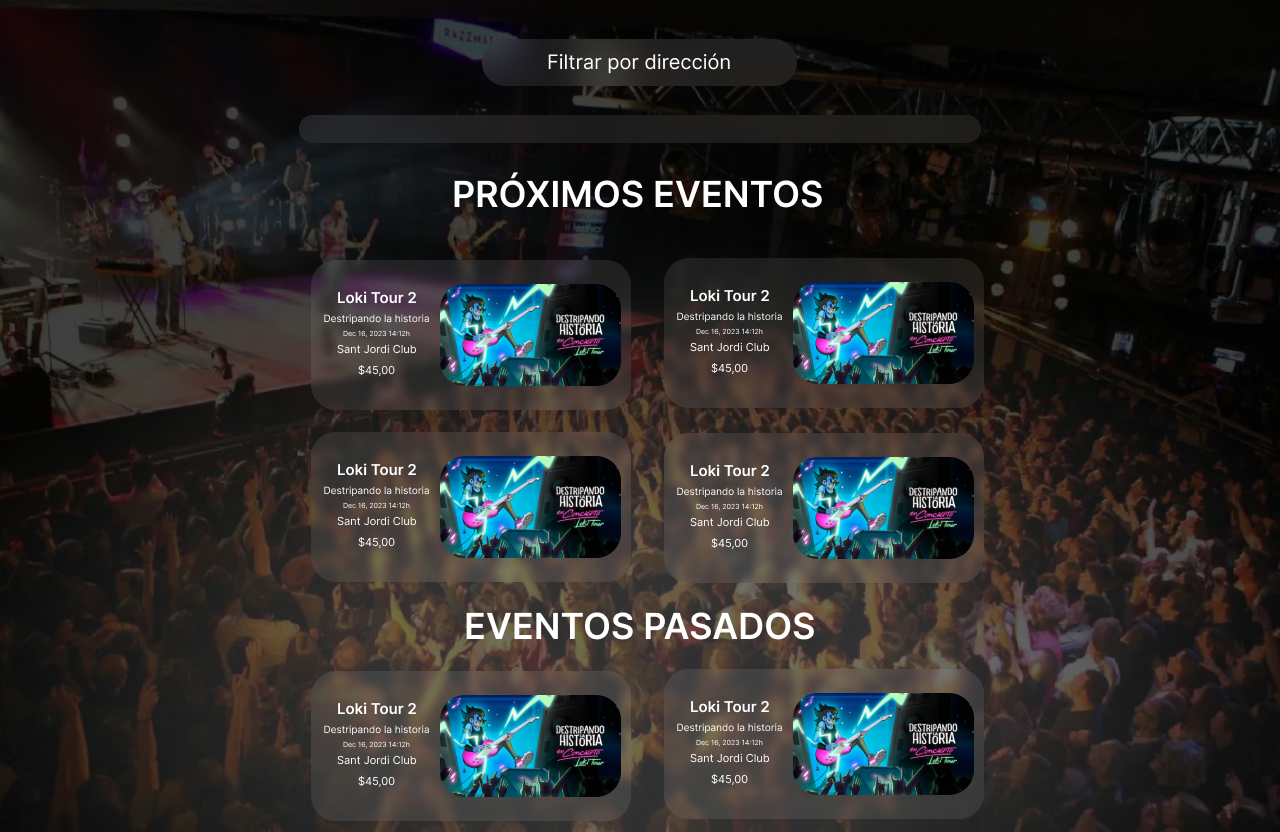 RAZZMAT
Filtrar por dirección
PRÓXIMOS EVENTOS
Loki Tour 2
Destripando la historia
Dec 16, 2023 14:12h
Sant Jordi Club
$45,00
DESTRIPANDO
LA HISTORIA
en Concierto
Loki Tour
Loki Tour 2
Destripando la historia
Dec 16, 2023 14:12h
Sant Jordi Club
$45,00
DESTRIPANDO
LA HISTORIA
en Concierto
Loki Tour
Loki Tour 2
Destripando la historia
Dec 16, 2023 14:12h
Sant Jordi Club
$45,00
DESTRIPANDO
LA HISTORIA
en Concierto
Loki Tour
Loki Tour 2
Destripando la historia
Dec 16, 2023 14:12h
Sant Jordi Club
$45,00
DESTRIPANDO
LA HISTORIA
en Concierto
Loki Tour
EVENTOS PASADOS
Loki Tour 2
Destripando la historia
Dec 16, 2023 14:12h
Sant Jordi Club
$45,00
DESTRIPANDO
LA HISTORIA
en Concierto
Loki Tour
Loki Tour 2
Destripando la historia
Dec 16, 2023 14:12h
Sant Jordi Club
$45,00
DESTRIPANDO
LA HISTORIA
en Concierto
Loki Tour